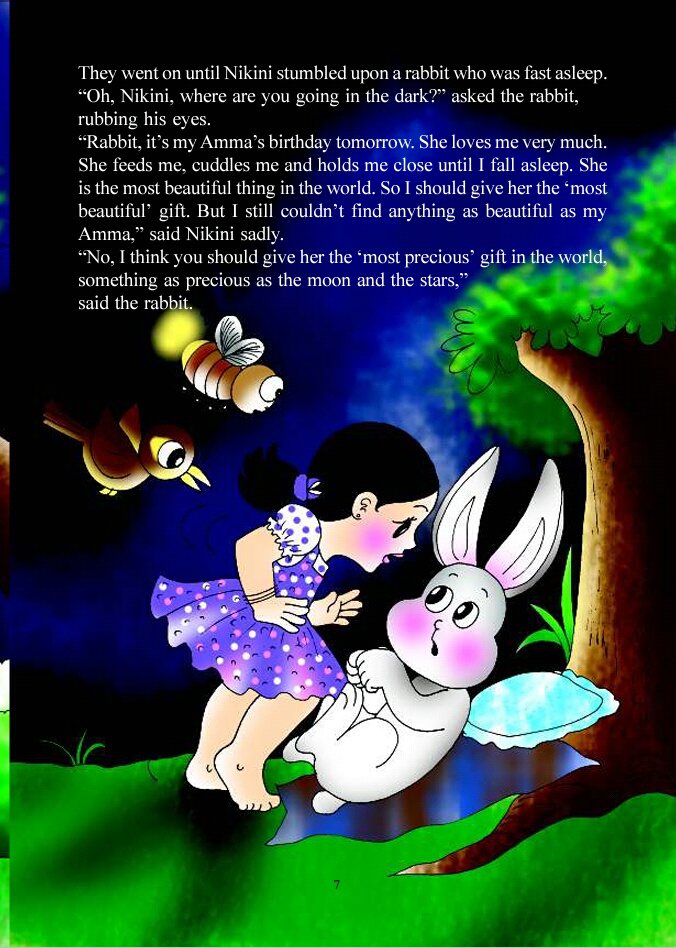 They went on until Nikini stumbled upon a rabbit who was fast asleep.
“Oh, Nikini, where are you going in the dark?” asked the rabbit,
rubbing his eyes.
“Rabbit, it’s my Amma’s birthday tomorrow. She loves me very much.
She feeds me, cuddles me and holds me close until I fall asleep. She
is the most beautiful thing in the world. So I should give her the ‘most
beautiful’ gift. But I still couldn’t find anything as beautiful as my
Amma,” said Nikini sadly.
“No, I think you should give her the ‘most precious’ gift in the world,
something as precious as the moon and the stars,”
said the rabbit.
7